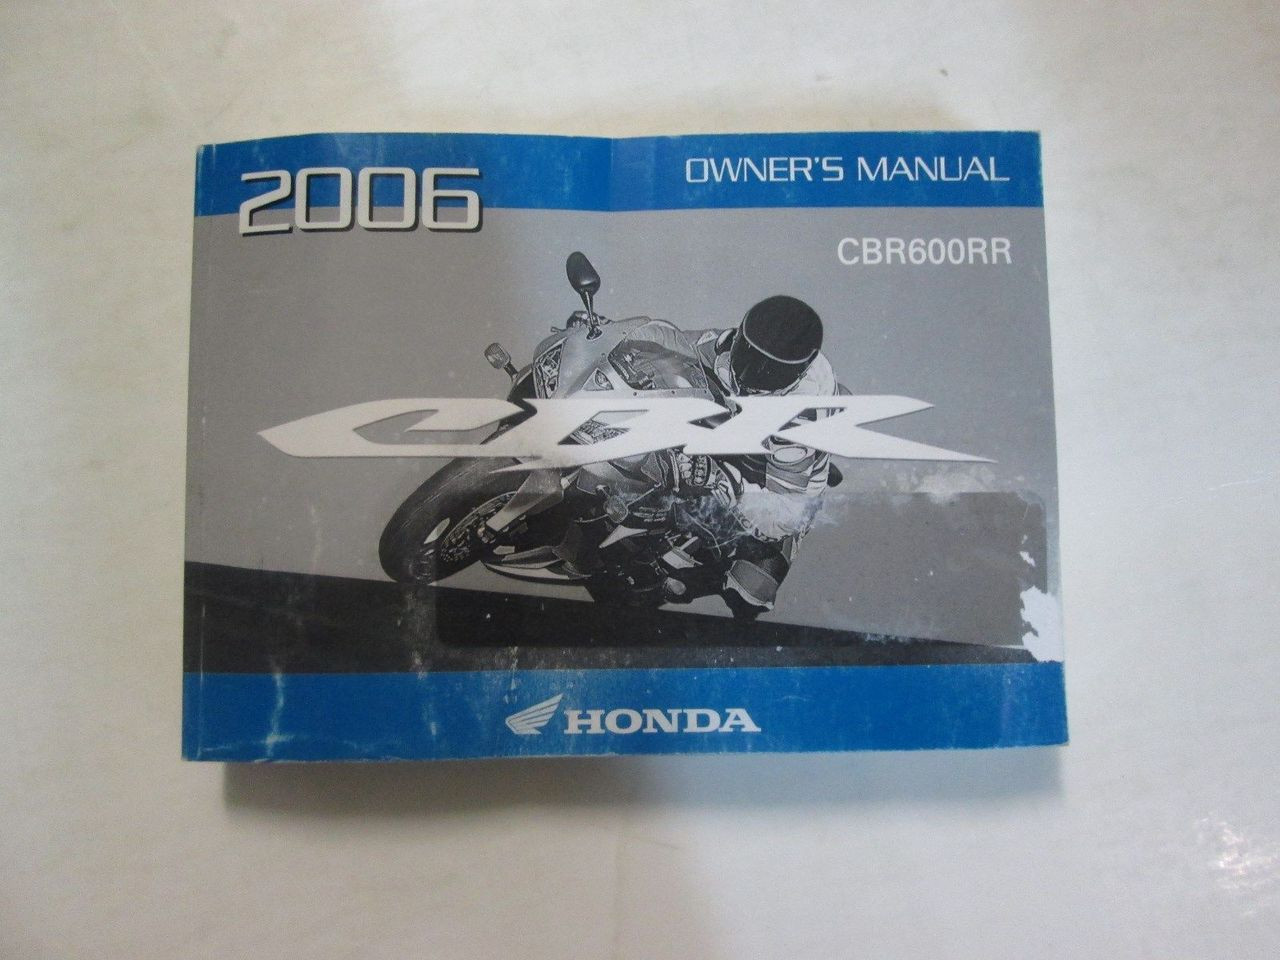 2006
OWNER'S MANUAL
CBR600RR
CBR
HONDA